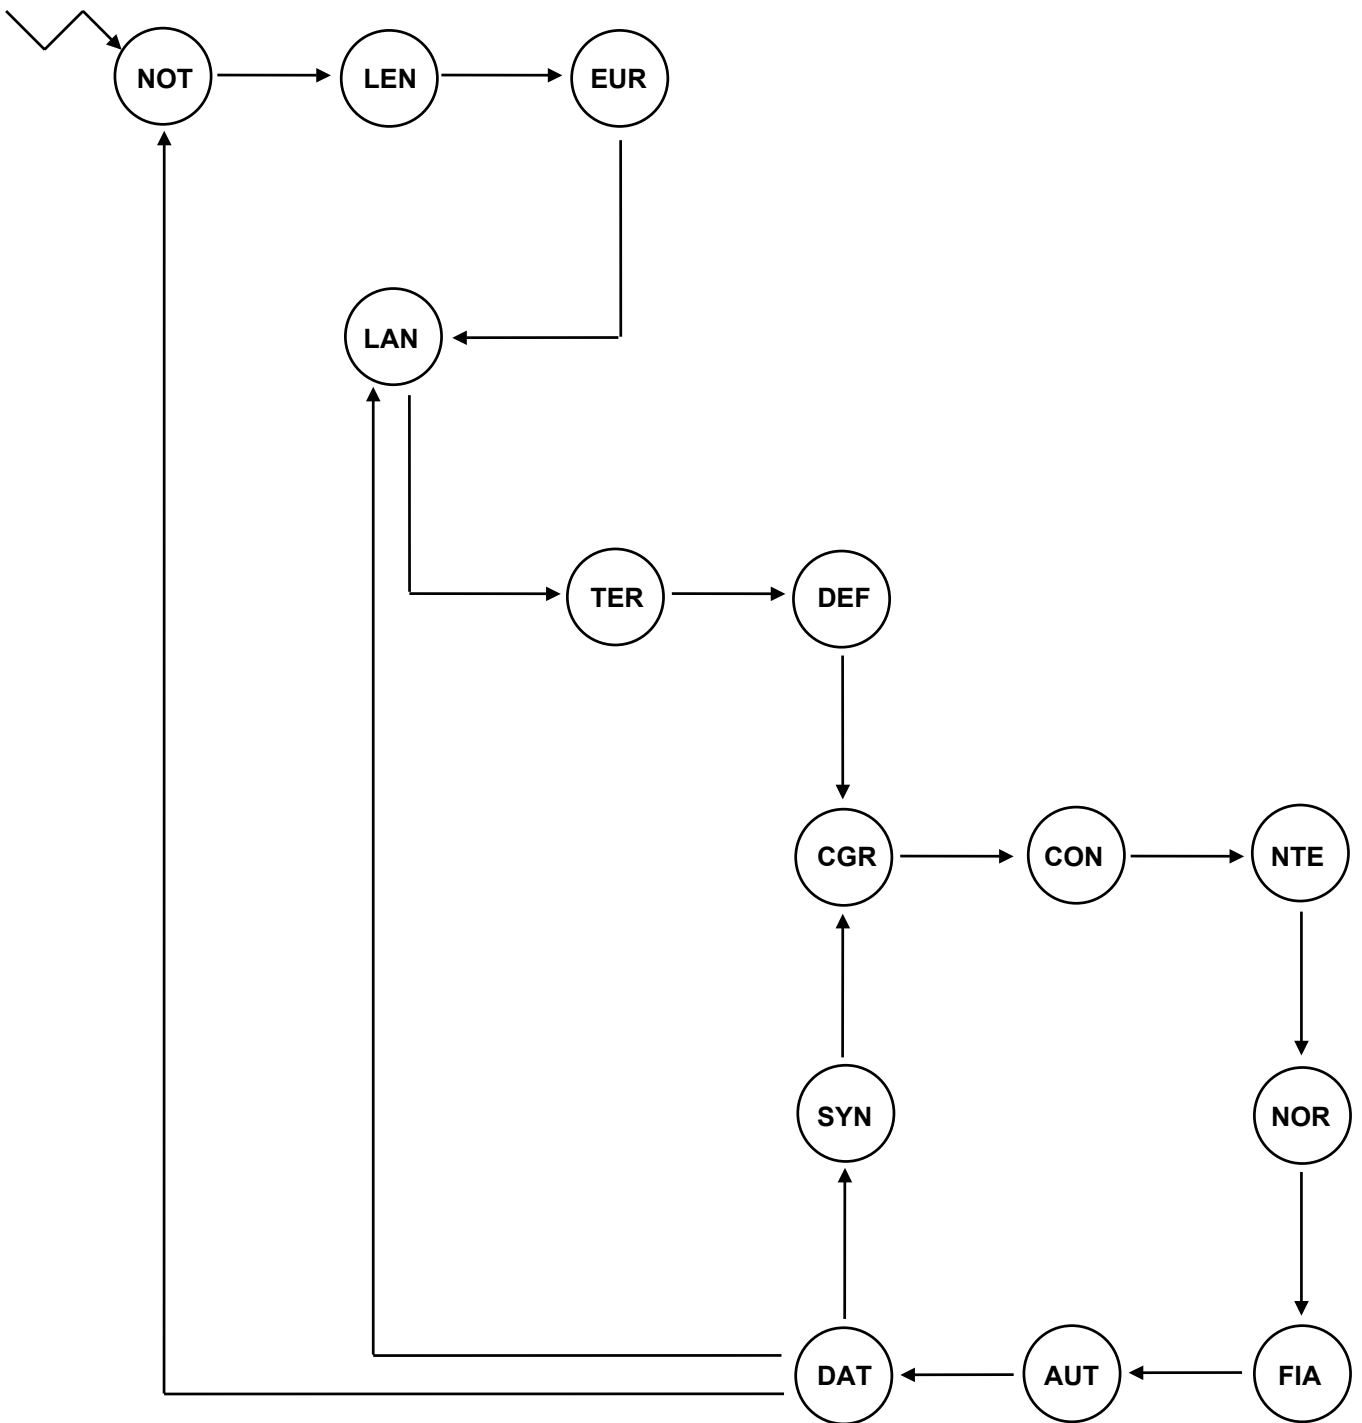 NOT LEN EUR
LAN
TER DEF
CGR CON NTE
SYN NOR
DAT AUT FIA